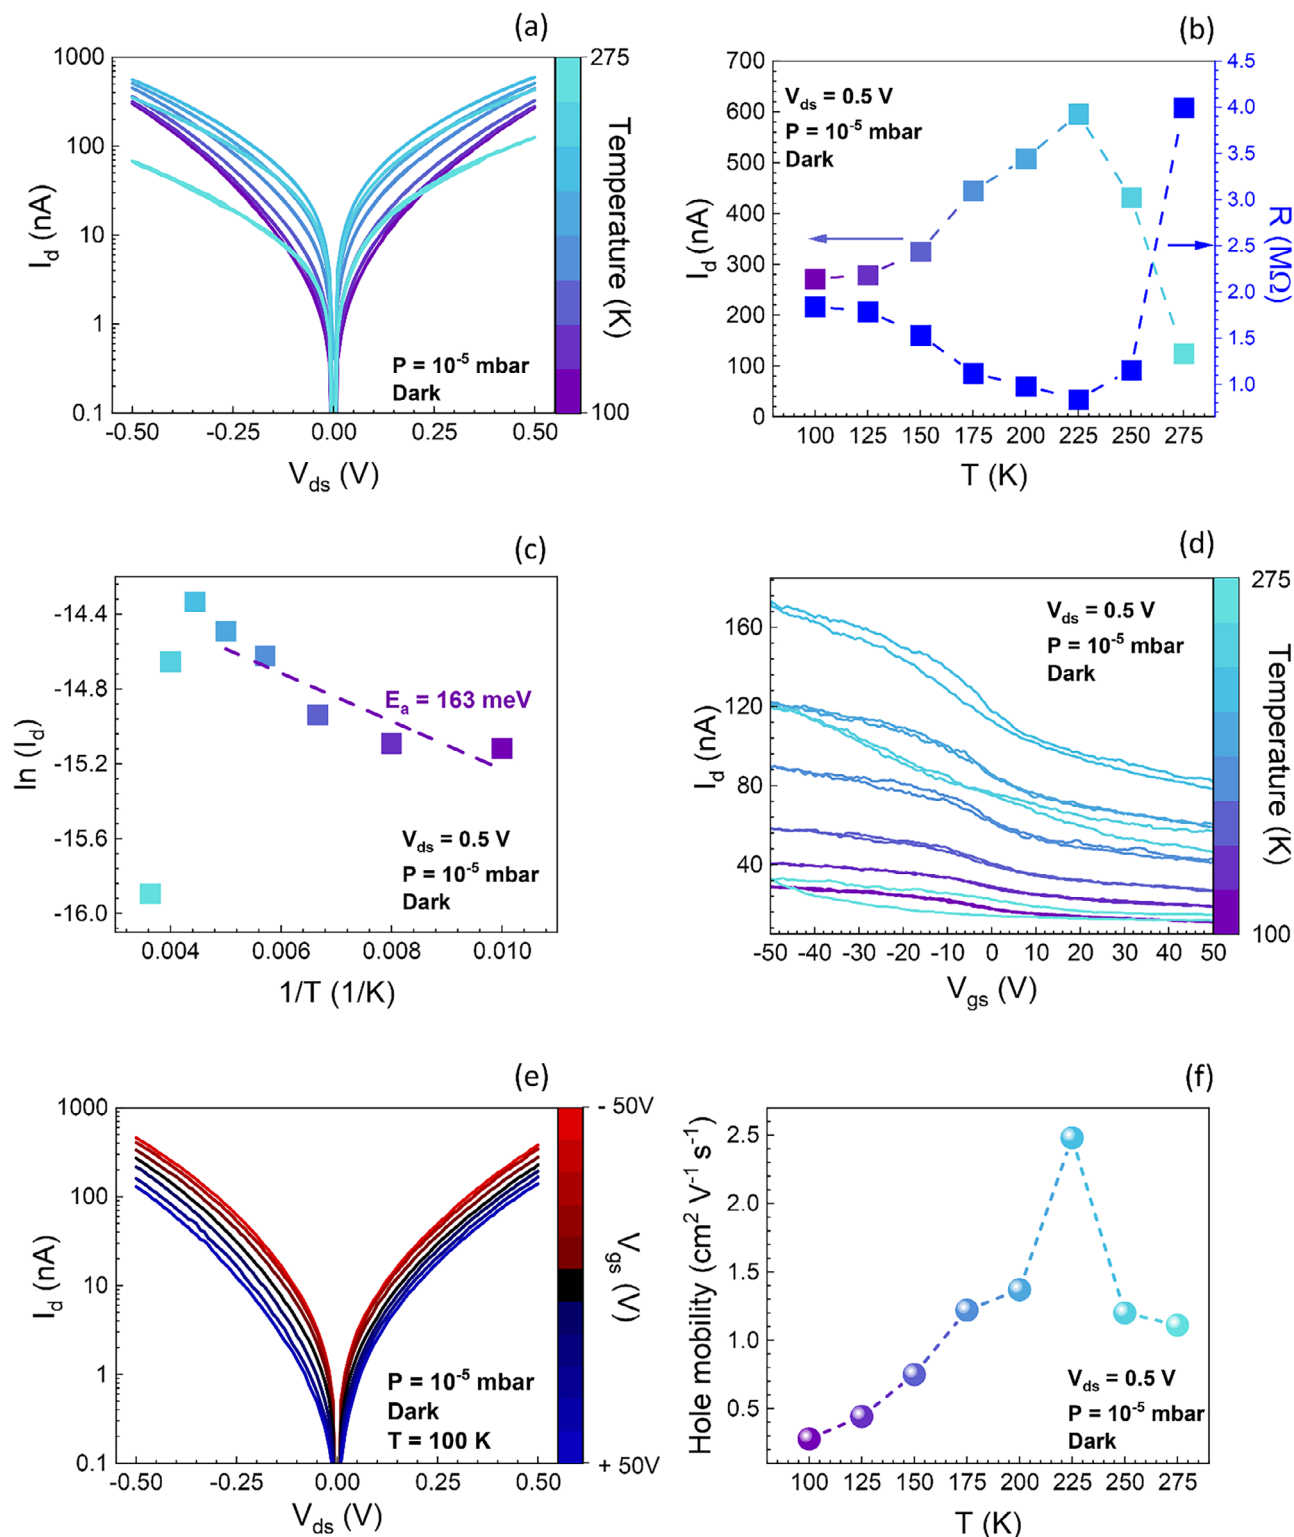 (a)
1000
100
10
1
0.1
I_d (nA)
-0.50 -0.25 0.00 0.25 0.50
V_ds (V)
P = 10^-5 mbar
Dark
275
Temperature (K)
100
(b)
700
600
500
400
300
200
100
0
I_d (nA)
V_ds = 0.5 V
P = 10^-5 mbar
Dark
4.5
4.0
3.5
3.0
2.5
2.0
1.5
1.0
R (MΩ)
100 125 150 175 200 225 250 275
T (K)
(c)
-14.4
-14.8
-15.2
-15.6
-16.0
ln (I_d)
E_a = 163 meV
V_ds = 0.5 V
P = 10^-5 mbar
Dark
0.004 0.006 0.008 0.010
1/T (1/K)
(d)
160
120
80
40
I_d (nA)
V_ds = 0.5 V
P = 10^-5 mbar
Dark
-50 -40 -30 -20 -10 0 10 20 30 40 50
V_gs (V)
275
Temperature (K)
100
(e)
1000
100
10
1
0.1
I_d (nA)
P = 10^-5 mbar
Dark
T = 100 K
-0.50 -0.25 0.00 0.25 0.50
V_ds (V)
- 50V
V_gs (V)
+ 50V
(f)
2.5
2.0
1.5
1.0
0.5
Hole mobility (cm^2 V^-1 s^-1)
V_ds = 0.5 V
P = 10^-5 mbar
Dark
100 125 150 175 200 225 250 275
T (K)